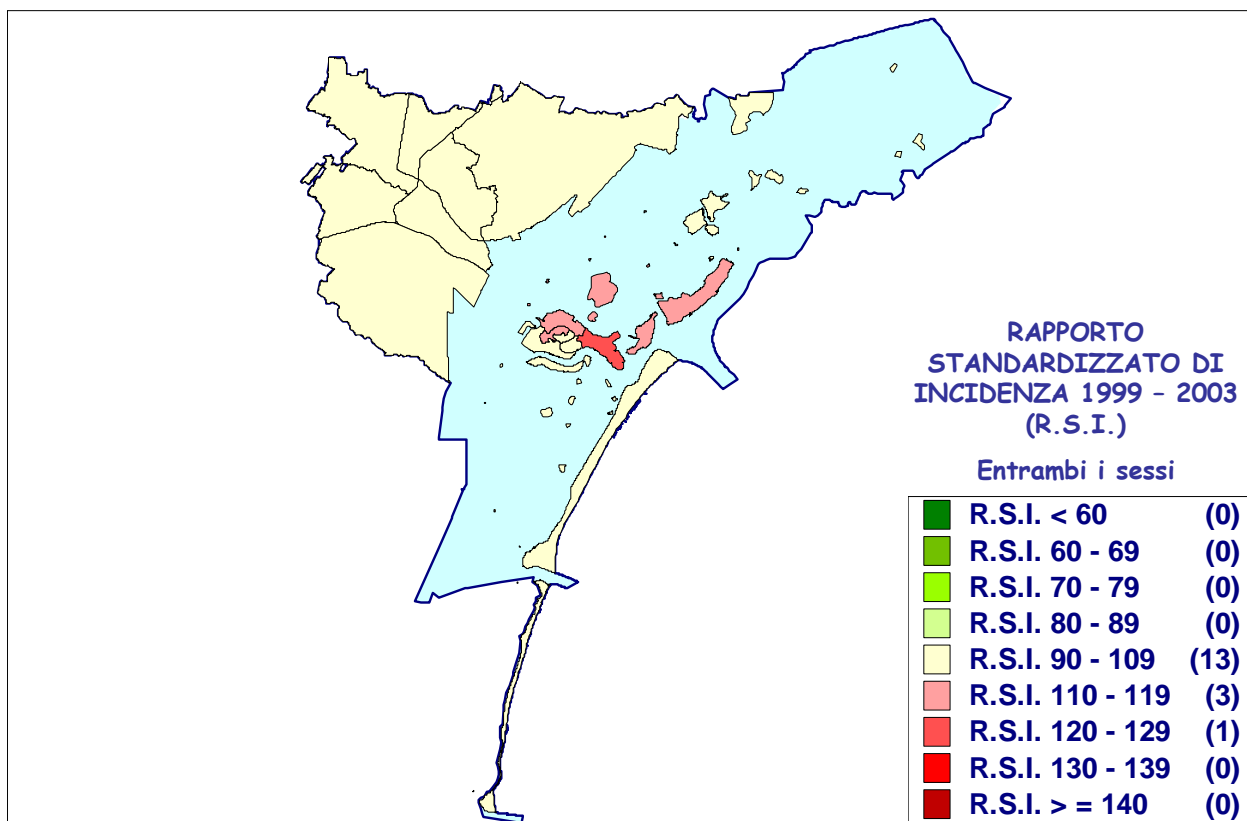 RAPPORTO
STANDARDIZZATO DI
INCIDENZA 1999 - 2003
(R.S.I.)
Entrambi i sessi
R.S.I. < 60 (0)
R.S.I. 60 - 69 (0)
R.S.I. 70 - 79 (0)
R.S.I. 80 - 89 (0)
R.S.I. 90 - 109 (13)
R.S.I. 110 - 119 (3)
R.S.I. 120 - 129 (1)
R.S.I. 130 - 139 (0)
R.S.I. > = 140 (0)